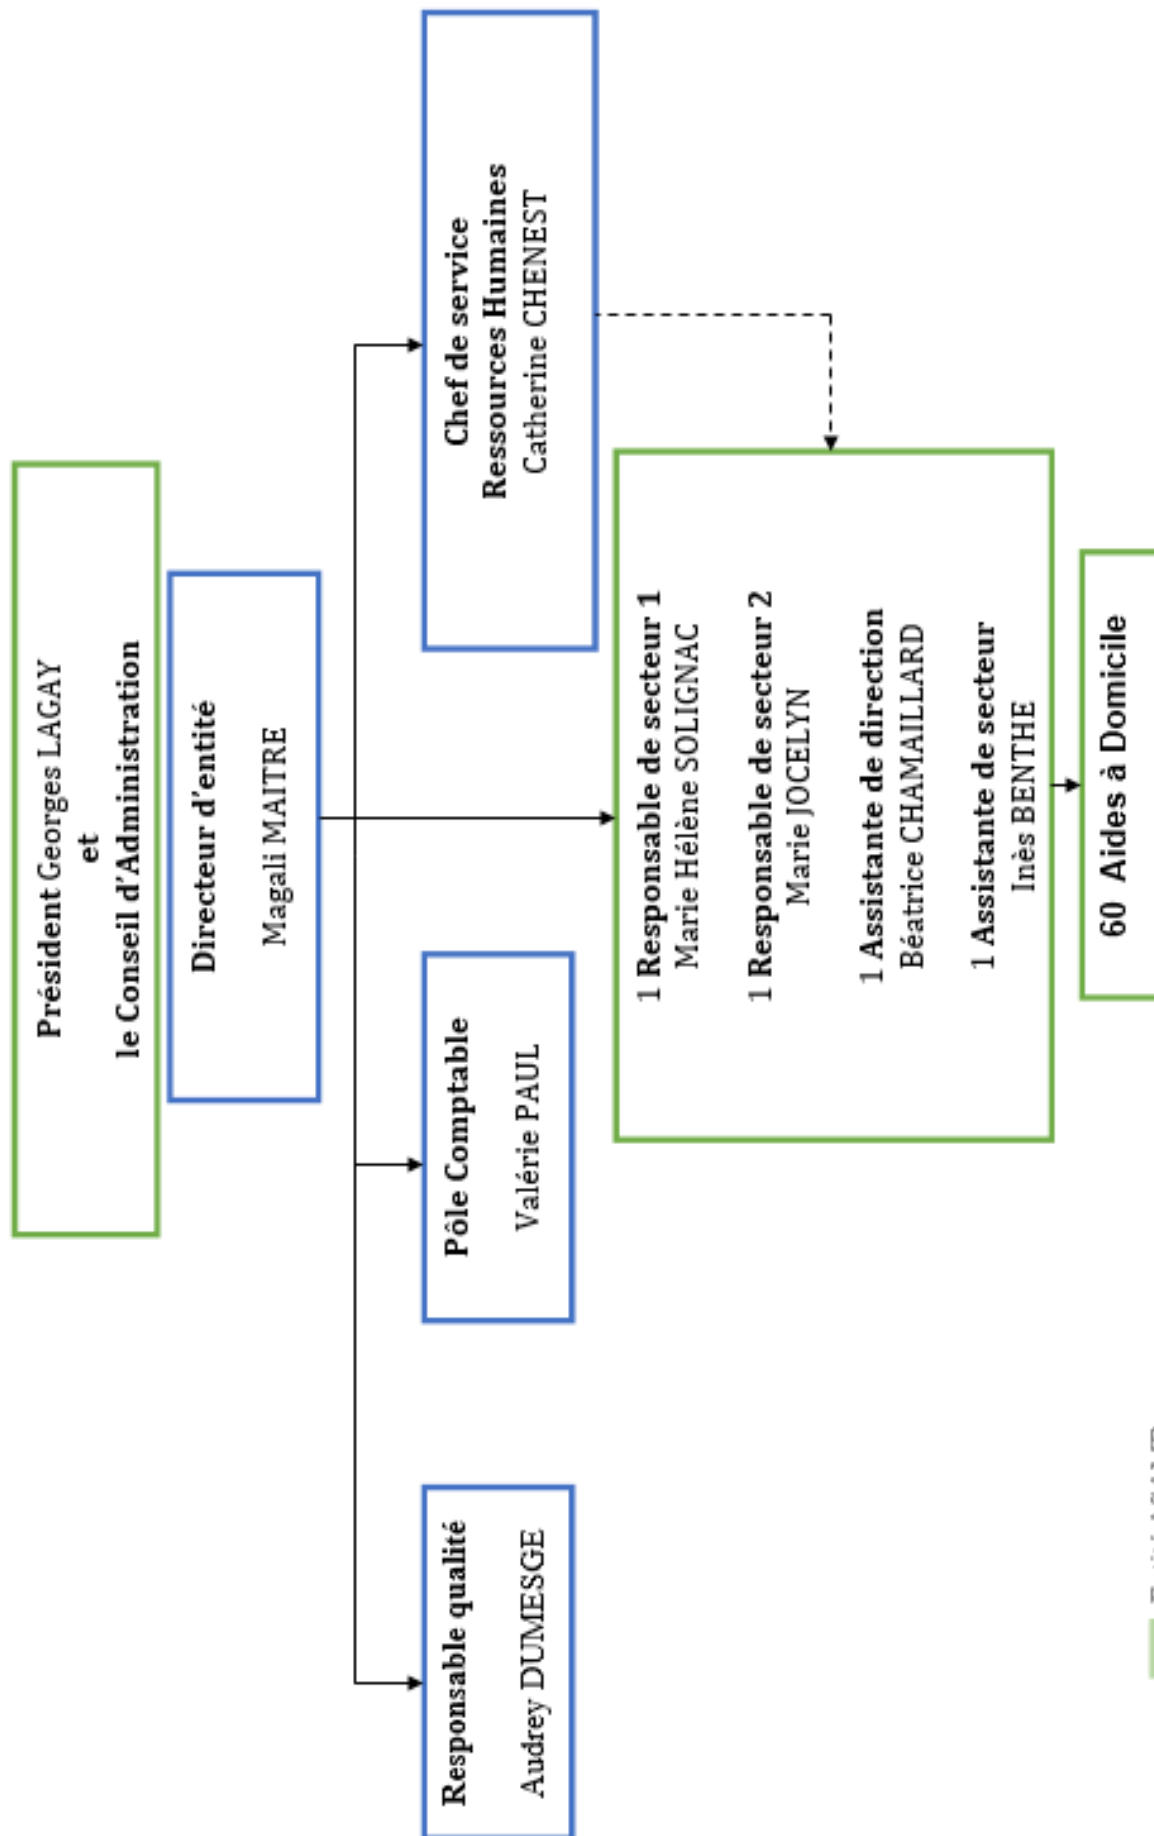 Président Georges LAGAY
et
le Conseil d'Administration
Directeur d'entité
Magali MAITRE
Responsable qualité
Audrey DUMESGE
Pôle Comptable
Valérie PAUL
Chef de service
Ressources Humaines
Catherine CHENEST
1 Responsable de secteur 1
Marie Hélène SOLIGNAC
1 Responsable de secteur 2
Marie JOCELYN
1 Assistante de direction
Béatrice CHAMAILLARD
1 Assistante de secteur
Inès BENTHE
60 Aides à Domicile